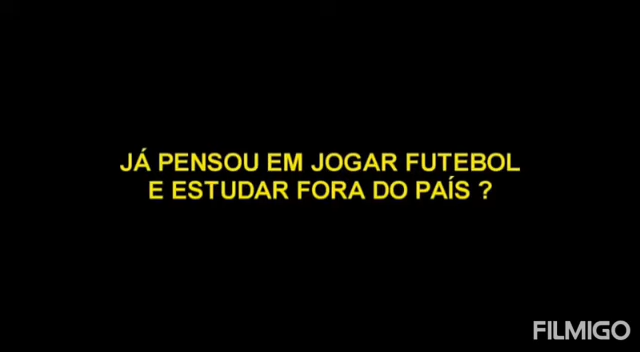 JÁ PENSOU EM JOGAR FUTEBOL
E ESTUDAR FORA DO PAÍS ?
FILMIGO